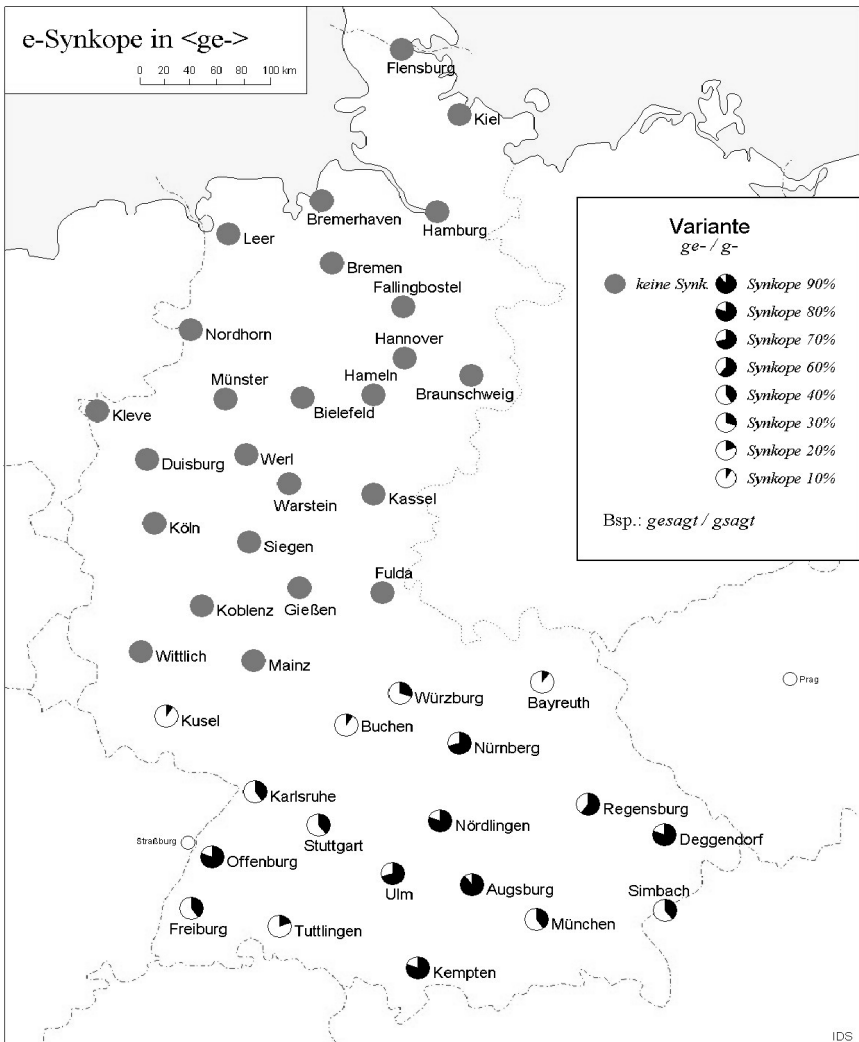 e-Synkope in <ge->
0 20 40 60 80 100 km
Flensburg
Kiel
Bremerhaven
Hamburg
Leer
Bremen
Fallingbostel
Nordhorn
Hannover
Münster
Hameln
Braunschweig
Kleve
Bielefeld
Duisburg
Werl
Warstein
Kassel
Köln
Siegen
Fulda
Koblenz
Gießen
Wittlich
Mainz
Würzburg
Bayreuth
Prag
Kusel
Buchen
Nürnberg
Karlsruhe
Regensburg
Nördlingen
Stuttgart
Deggendorf
Straßburg
Offenburg
Ulm
Augsburg
Simbach
Freiburg
Tuttlingen
München
Kempten
Variante
ge- / g-
keine Synk. Synkope 90%
Synkope 80%
Synkope 70%
Synkope 60%
Synkope 40%
Synkope 30%
Synkope 20%
Synkope 10%
Bsp.: gesagt / gsagt
IDS